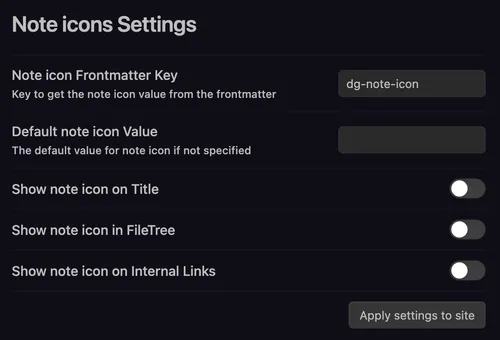 Note icons Settings
Note icon Frontmatter Key
Key to get the note icon value from the frontmatter
dg-note-icon
Default note icon Value
The default value for note icon if not specified
Show note icon on Title
Show note icon in FileTree
Show note icon on Internal Links
Apply settings to site